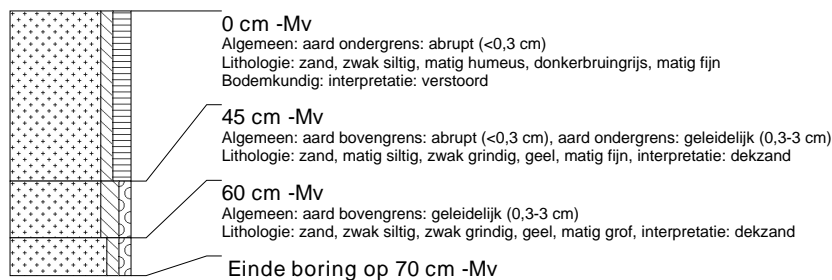 0 cm -Mv
Algemeen: aard ondergrens: abrupt (<0,3 cm)
Lithologie: zand, zwak siltig, matig humeus, donkerbruingrijs, matig fijn
Bodemkundig: interpretatie: verstoord
45 cm -Mv
Algemeen: aard bovengrens: abrupt (<0,3 cm), aard ondergrens: geleidelijk (0,3-3 cm)
Lithologie: zand, matig siltig, zwak grindig, geel, matig fijn, interpretatie: dekzand
60 cm -Mv
Algemeen: aard bovengrens: geleidelijk (0,3-3 cm)
Lithologie: zand, zwak siltig, zwak grindig, geel, matig grof, interpretatie: dekzand
Einde boring op 70 cm -Mv